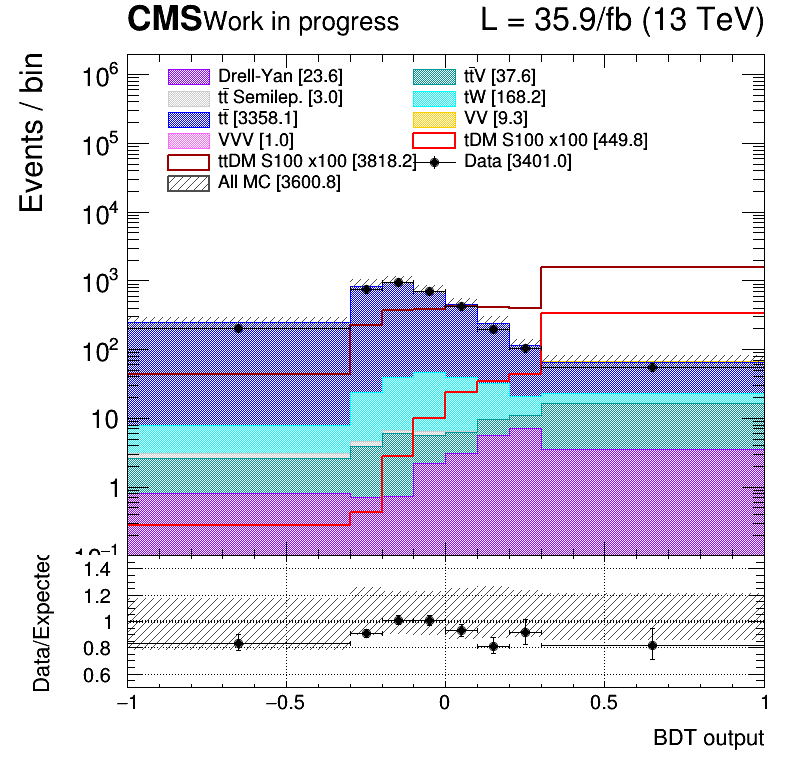 CMS Work in progress L = 35.9/fb (13 TeV)
Events / bin
10⁶
10⁵
10⁴
10³
10²
10
1
10⁻¹
Drell-Yan [23.6] tt̄V [37.6]
tt̄ Semilep. [3.0] tW [168.2]
tt̄ [3358.1] VV [9.3]
VVV [1.0] tDM S100 x100 [449.8]
ttDM S100 x100 [3818.2] Data [3401.0]
All MC [3600.8]
Data/Expected
1.4
1.2
1
0.8
0.6
−1 −0.5 0 0.5 1
BDT output